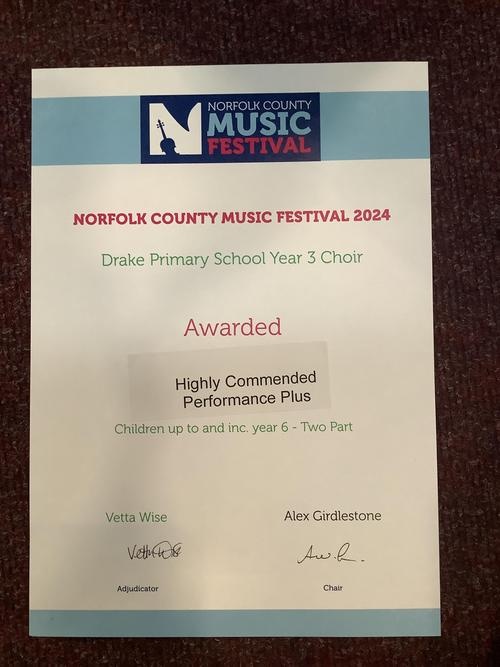 NORFOLK COUNTY
MUSIC
FESTIVAL
NORFOLK COUNTY MUSIC FESTIVAL 2024
Drake Primary School Year 3 Choir
Awarded
Highly Commended
Performance Plus
Children up to and inc. year 6 - Two Part
Vetta Wise
Alex Girdlestone
Adjudicator
Chair